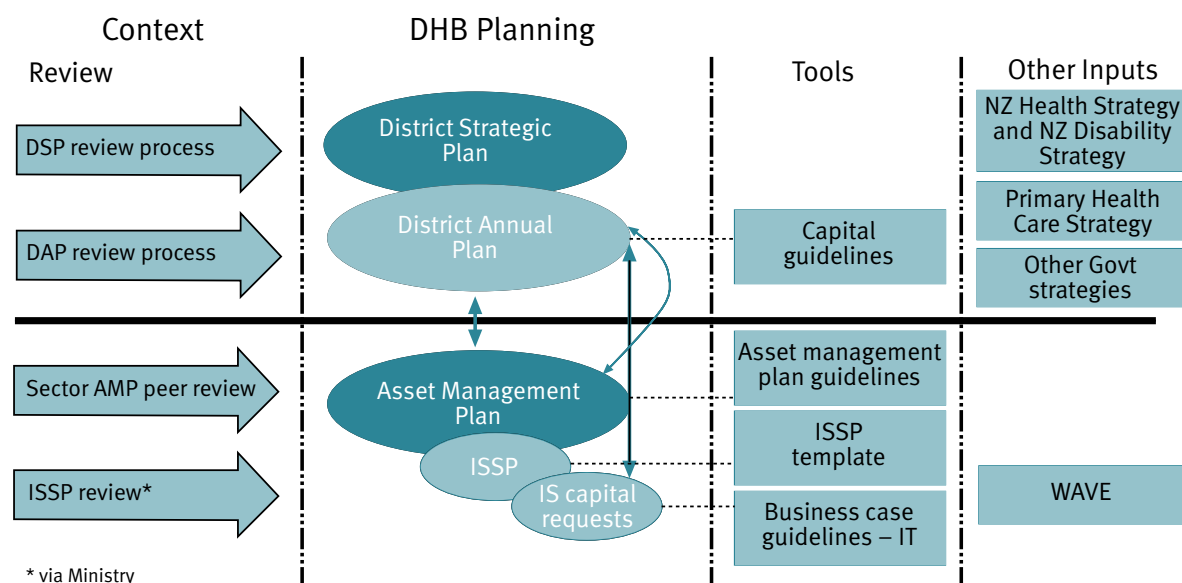 Context
DHB Planning
Review
Tools
Other Inputs
DSP review process
District Strategic
Plan
NZ Health Strategy
and NZ Disability
Strategy
DAP review process
District Annual
Plan
Capital
guidelines
Primary Health
Care Strategy
Other Govt
strategies
Sector AMP peer review
Asset Management
Plan
Asset management
plan guidelines
ISSP review*
ISSP
ISSP
template
IS capital
requests
Business case
guidelines – IT
WAVE
* via Ministry